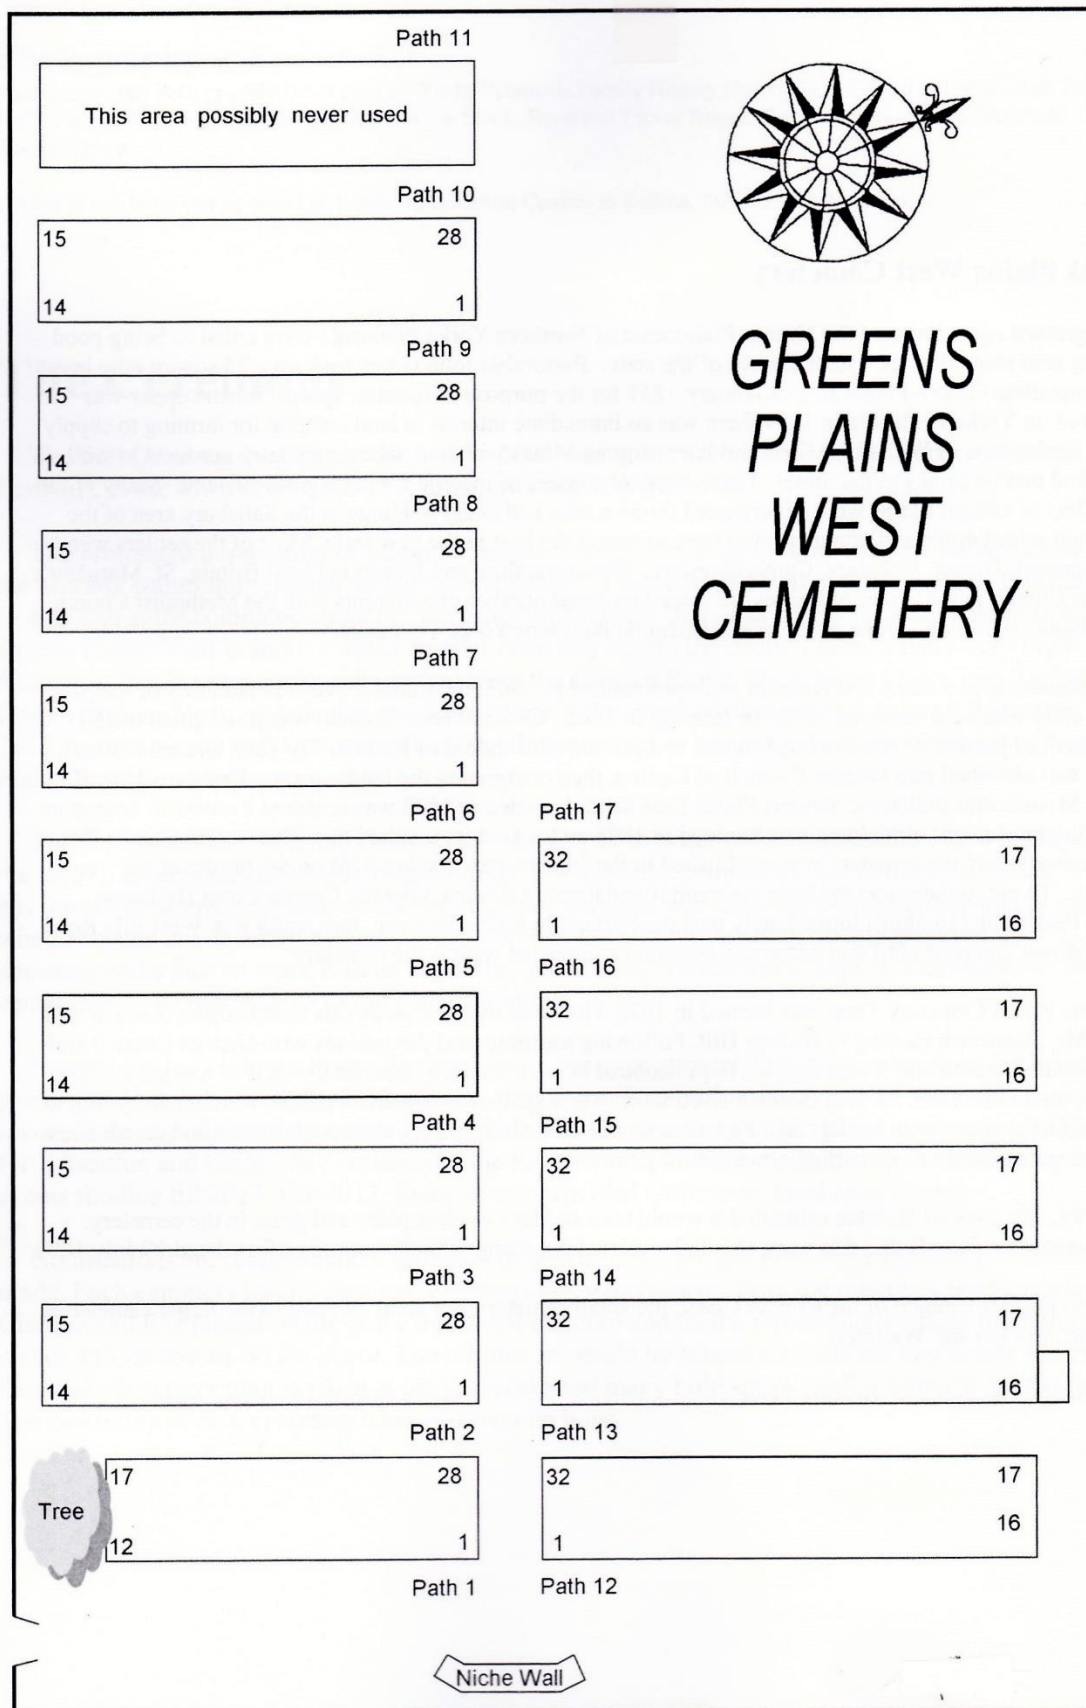 Path 11
This area possibly never used
GREENS
PLAINS
WEST
CEMETERY
Path 10
15 28
14 1
Path 9
15 28
14 1
Path 8
15 28
14 1
Path 7
15 28
14 1
Path 6 Path 17
15 28 32 17
14 1 1 16
Path 5 Path 16
15 28 32 17
14 1 1 16
Path 4 Path 15
15 28 32 17
14 1 1 16
Path 3 Path 14
15 28 32 17
14 1 1 16
Path 2 Path 13
17 28 32 17
Tree
12 1 1 16
Path 1 Path 12
Niche Wall